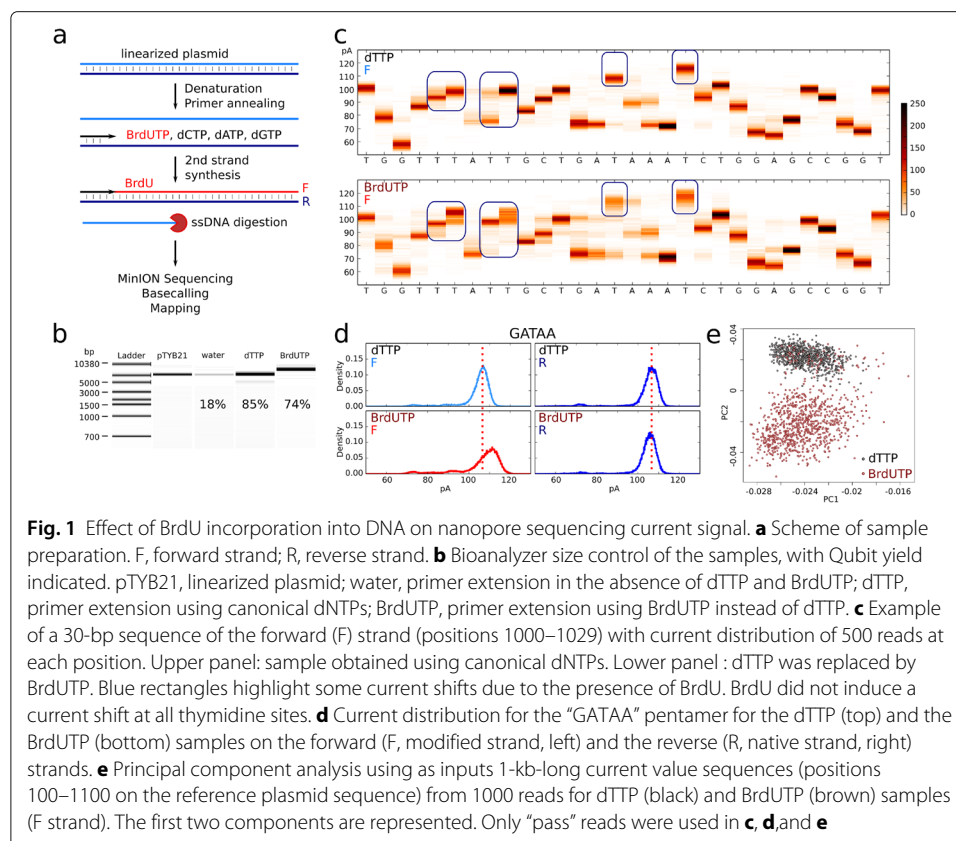 a
linearized plasmid
Denaturation
Primer annealing
BrdUTP, dCTP, dATP, dGTP
2nd strand
synthesis
BrdU
F
R
ssDNA digestion
MinION Sequencing
Basecalling
Mapping
b
bp Ladder pTYB21 water dTTP BrdUTP
10380
5000
3000
1500
1000
700
18% 85% 74%
c
pA
dTTP
F
120
110
100
90
80
70
60
T G G T T T A T T G C T G A T A A A T C T G G A G C C G G T
250
200
150
100
50
0
BrdUTP
F
120
110
100
90
80
70
60
T G G T T T A T T G C T G A T A A A T C T G G A G C C G G T
d
GATAA
dTTP
F
dTTP
R
Density
0.15
0.10
0.05
0.00
BrdUTP
F
BrdUTP
R
Density
0.15
0.10
0.05
0.00
60 80 100 120
pA
60 80 100 120
pA
e
-0.04
0
-0.04
PC2
dTTP
BrdUTP
-0.028 -0.024 -0.02 -0.016
PC1
Fig. 1 Effect of BrdU incorporation into DNA on nanopore sequencing current signal. a Scheme of sample
preparation. F, forward strand; R, reverse strand. b Bioanalyzer size control of the samples, with Qubit yield
indicated. pTYB21, linearized plasmid; water, primer extension in the absence of dTTP and BrdUTP; dTTP,
primer extension using canonical dNTPs; BrdUTP, primer extension using BrdUTP instead of dTTP. c Example
of a 30-bp sequence of the forward (F) strand (positions 1000–1029) with current distribution of 500 reads at
each position. Upper panel: sample obtained using canonical dNTPs. Lower panel : dTTP was replaced by
BrdUTP. Blue rectangles highlight some current shifts due to the presence of BrdU. BrdU did not induce a
current shift at all thymidine sites. d Current distribution for the “GATAA” pentamer for the dTTP (top) and the
BrdUTP (bottom) samples on the forward (F, modified strand, left) and the reverse (R, native strand, right)
strands. e Principal component analysis using as inputs 1-kb-long current value sequences (positions
100–1100 on the reference plasmid sequence) from 1000 reads for dTTP (black) and BrdUTP (brown) samples
(F strand). The first two components are represented. Only “pass” reads were used in c, d,and e